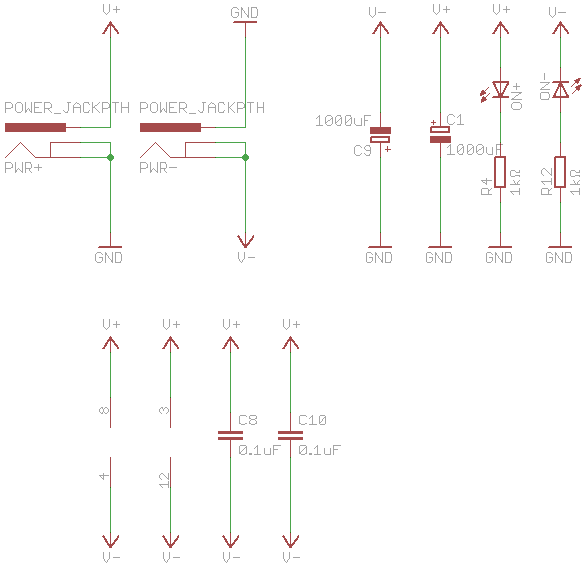 V+
GND
V-
V+
V+
V-
POWER_JACKPTH
POWER_JACKPTH
ON+
ON-
1000uF
C1
C9
+
+
1000uF
PWR+
PWR-
R4
1kΩ
R12
1kΩ
GND
V-
GND
GND
GND
GND
V+
V+
V+
V+
8
3
C8
C10
0.1uF
0.1uF
4
12
V-
V-
V-
V-